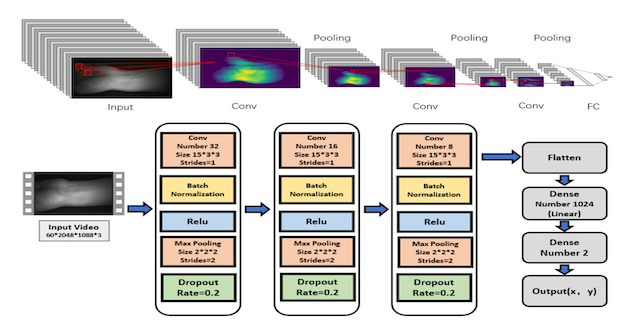 Pooling
Pooling
Pooling
Input
Conv
Conv
Conv
FC
Input Video
60*2048*1088*3
Conv
Number 32
Size 15*3*3
Strides=1
Batch
Normalization
Relu
Max Pooling
Size 2*2*2
Strides=2
Dropout
Rate=0.2
Conv
Number 16
Size 15*3*3
Strides=1
Batch
Normalization
Relu
Max Pooling
Size 2*2*2
Strides=2
Dropout
Rate=0.2
Conv
Number 8
Size 15*3*3
Strides=1
Batch
Normalization
Relu
Max Pooling
Size 2*2*2
Strides=2
Dropout
Rate=0.2
Flatten
Dense
Number 1024
(Linear)
Dense
Number 2
Output(x, y)